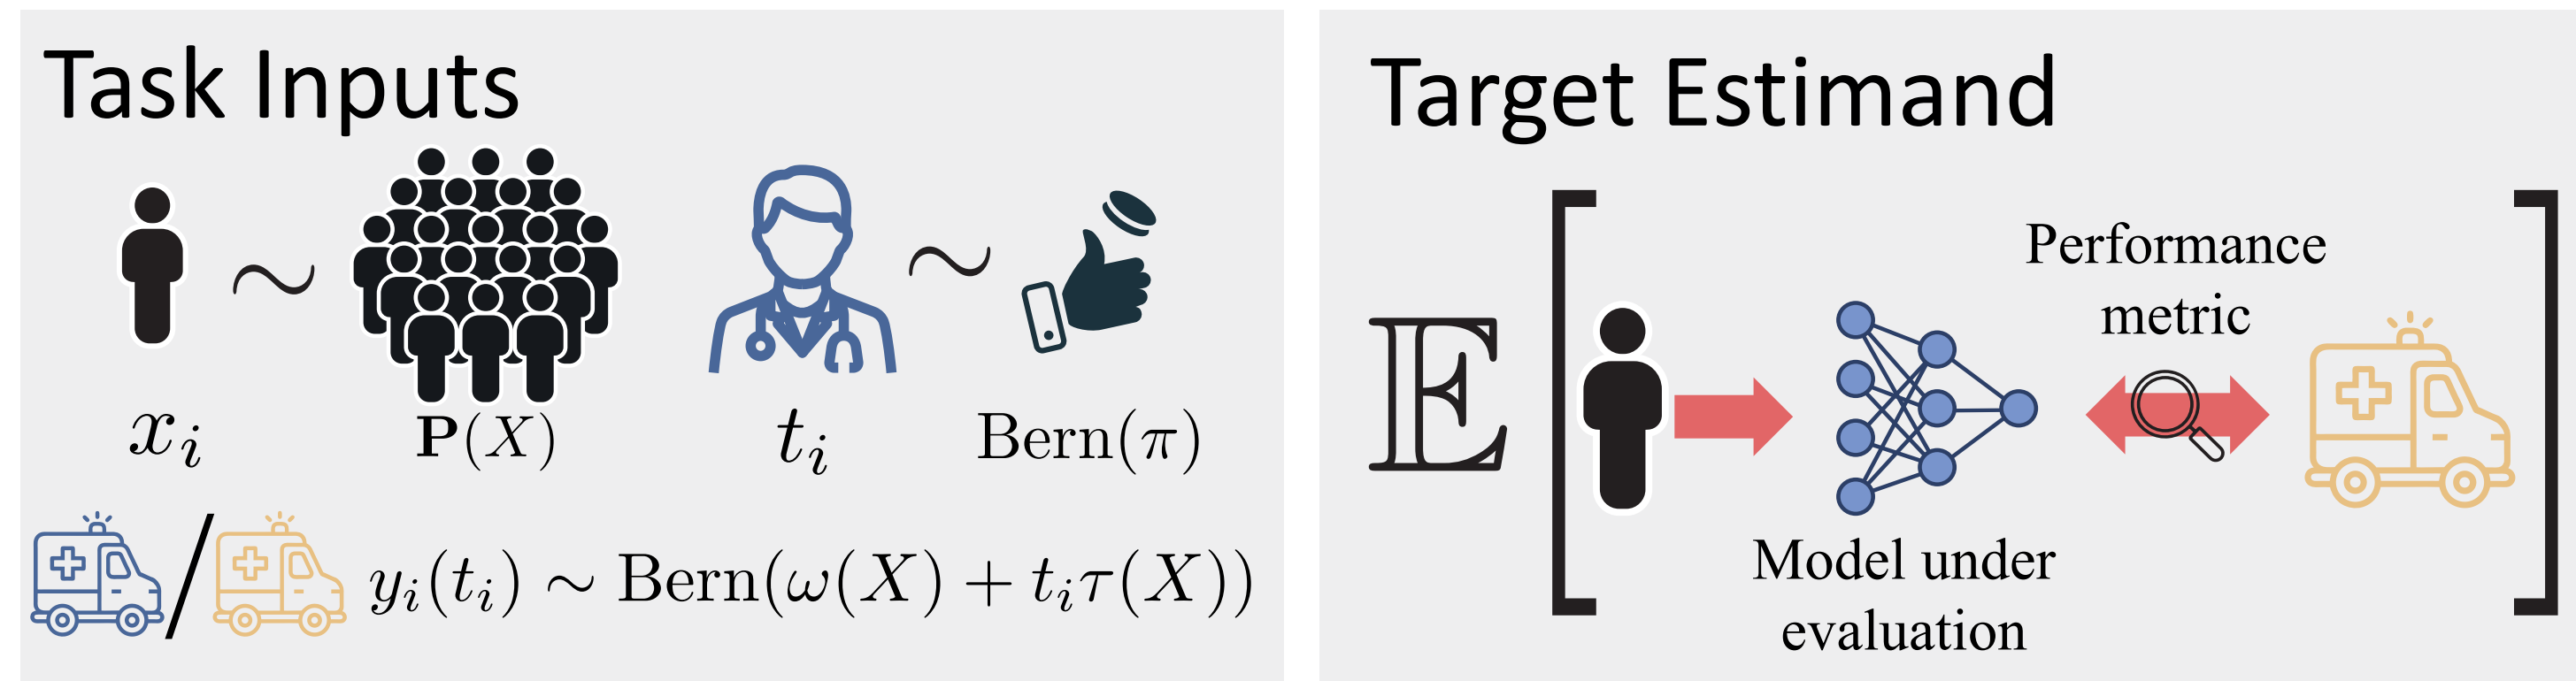 Task Inputs
x_i ∼ P(X) t_i ∼ Bern(π)
/ y_i(t_i) ∼ Bern(ω(X) + t_iτ(X))
Target Estimand
𝔼 [ ]
Performance
metric
Model under
evaluation